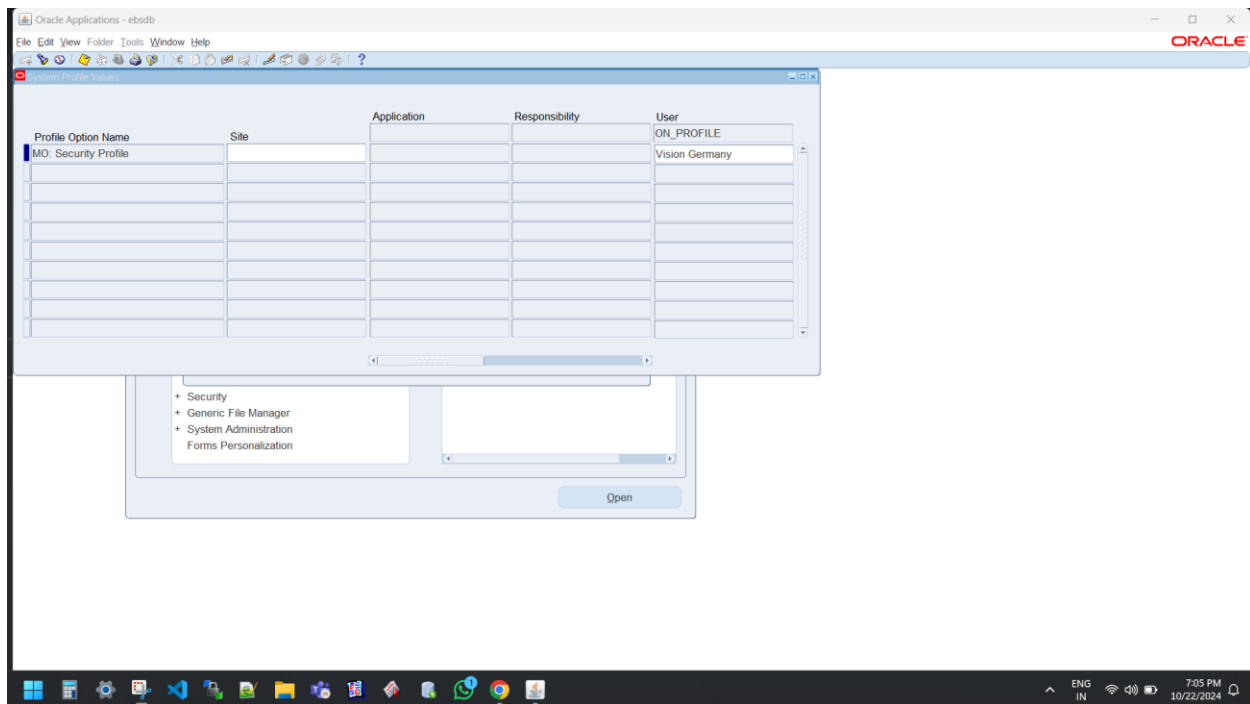 Oracle Applications - ebsdb
File Edit View Folder Tools Window Help
ORACLE
System Profile Values
Application Responsibility User
Profile Option Name Site ON_PROFILE
MO: Security Profile Vision Germany
+ Security
+ Generic File Manager
+ System Administration
Forms Personalization
Open
ENG
IN
7:05 PM
10/22/2024
1